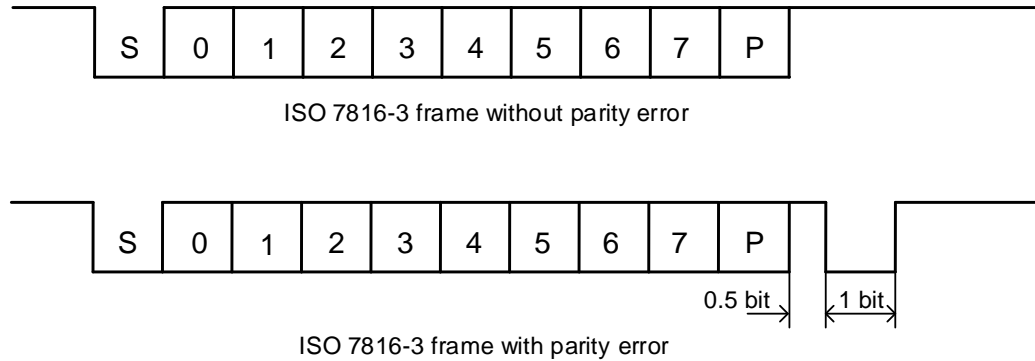 S 0 1 2 3 4 5 6 7 P
ISO 7816-3 frame without parity error
S 0 1 2 3 4 5 6 7 P
0.5 bit 1 bit
ISO 7816-3 frame with parity error